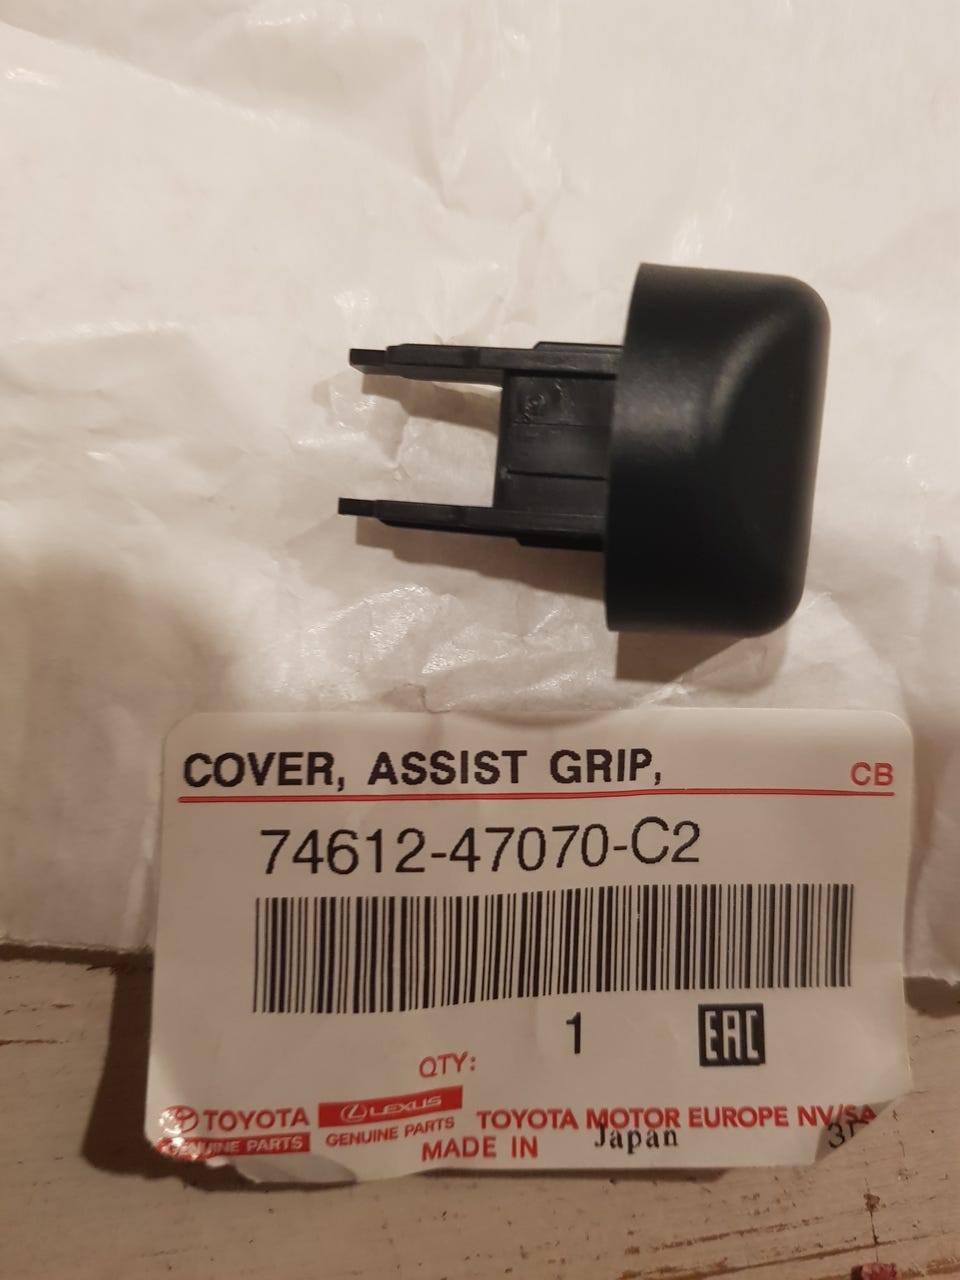 COVER, ASSIST GRIP, CB
74612-47070-C2
1
EAC
QTY:
TOYOTA GENUINE PARTS
LEXUS GENUINE PARTS
TOYOTA MOTOR EUROPE NV/SA
MADE IN Japan